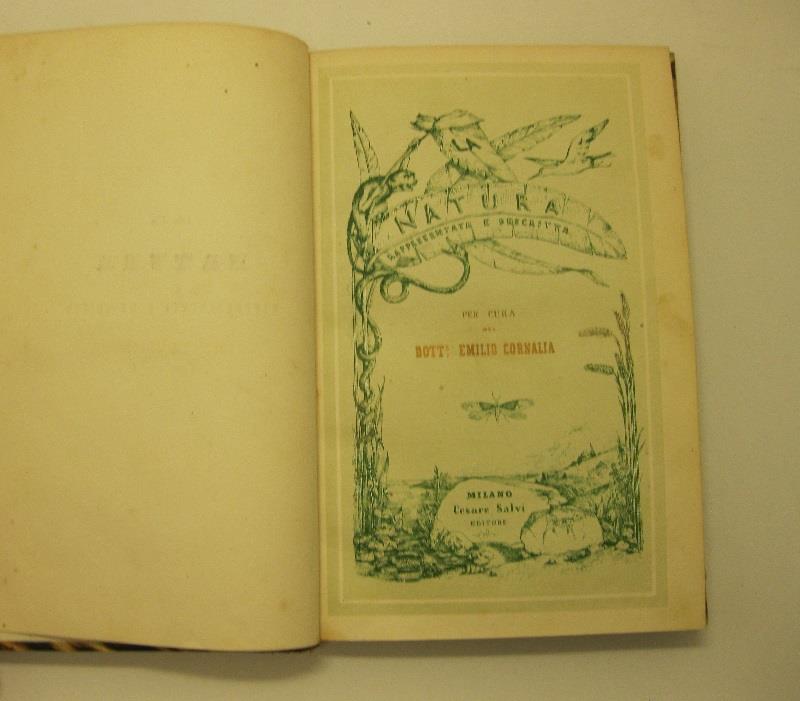 LA
NATURA
RAPPRESENTATA E DESCRITTA
PER CURA
DEL
DOTT.r EMILIO CORNALIA
MILANO
Cesare Salvi
EDITORE